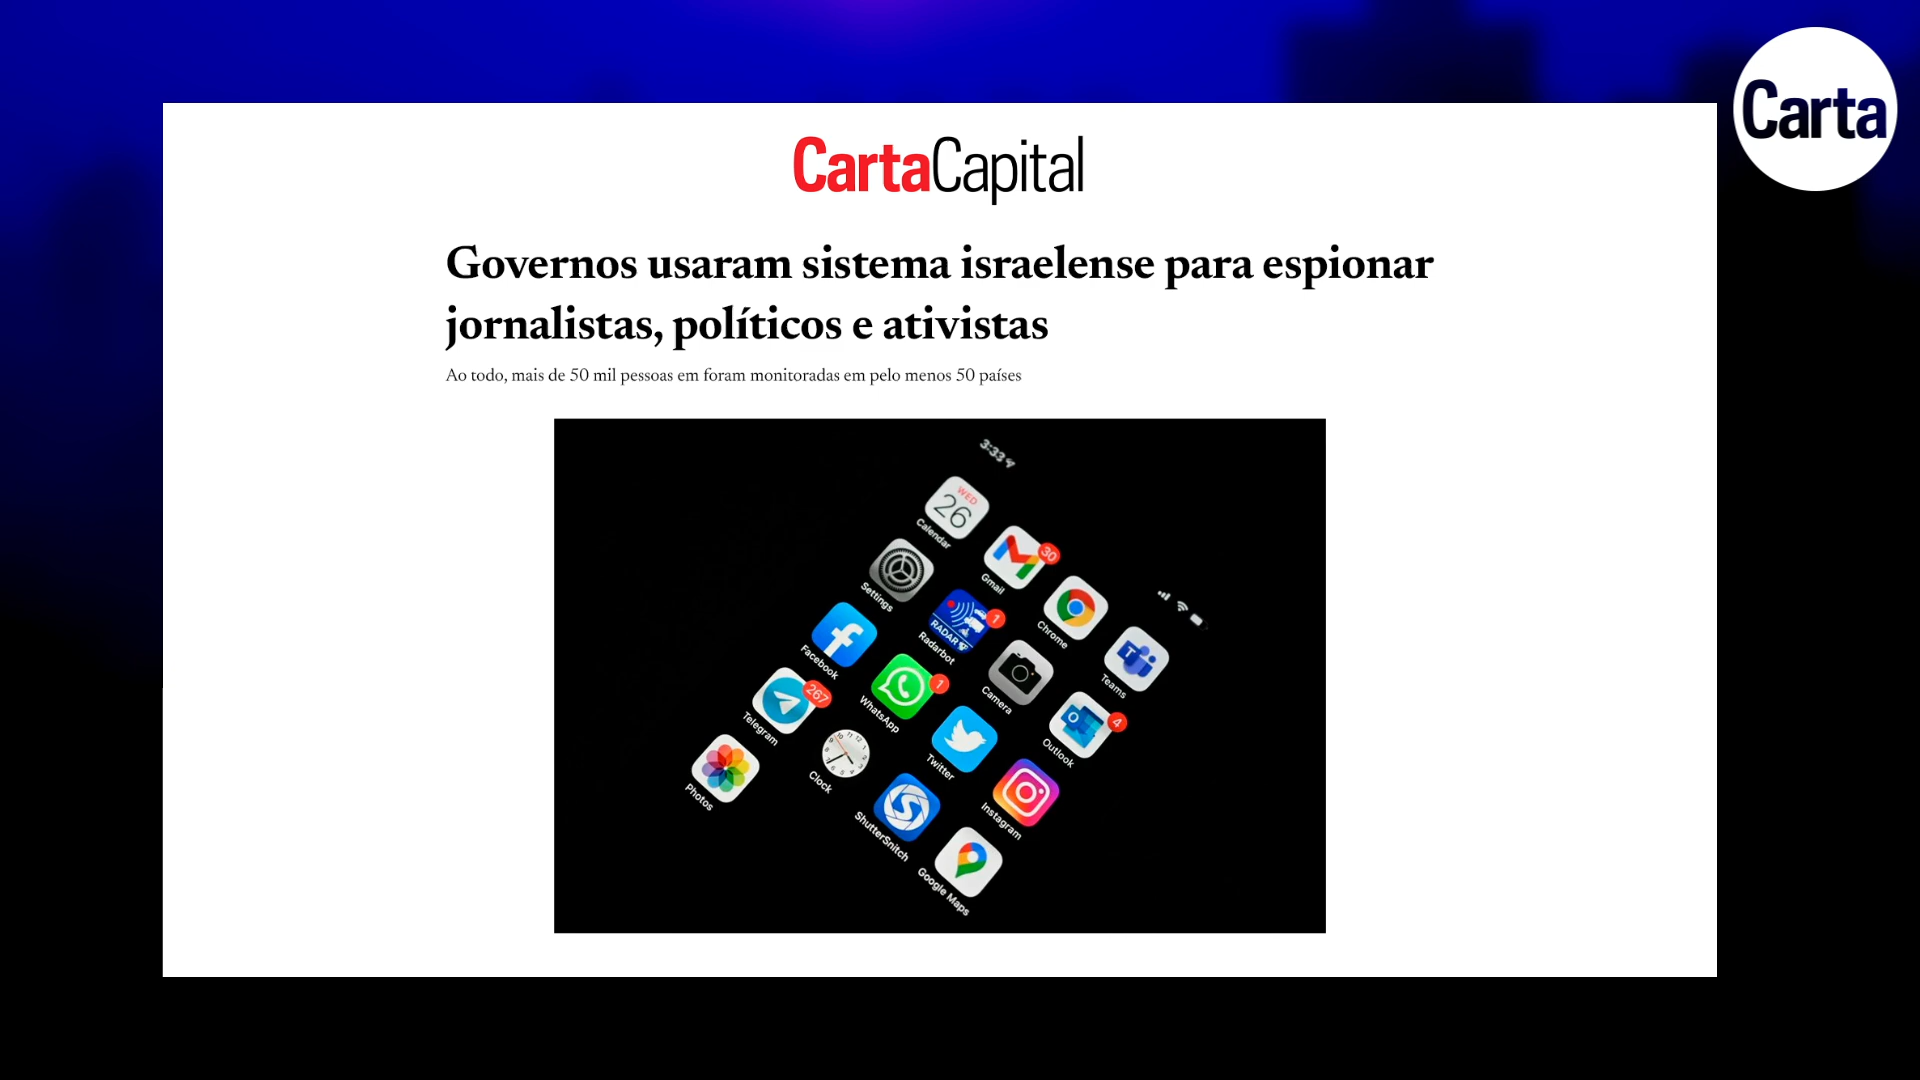 Carta
CartaCapital
Governos usaram sistema israelense para espionar
jornalistas, políticos e ativistas
Ao todo, mais de 50 mil pessoas em foram monitoradas em pelo menos 50 países
3:33
WED
26
Calendar
30
Gmail
Settings
Chrome
RADAR
1
Radarbot
T
Teams
Facebook
Camera
WhatsApp
1
O
4
Outlook
267
Telegram
Twitter
Clock
Instagram
Photos
ShutterSnitch
Google Maps